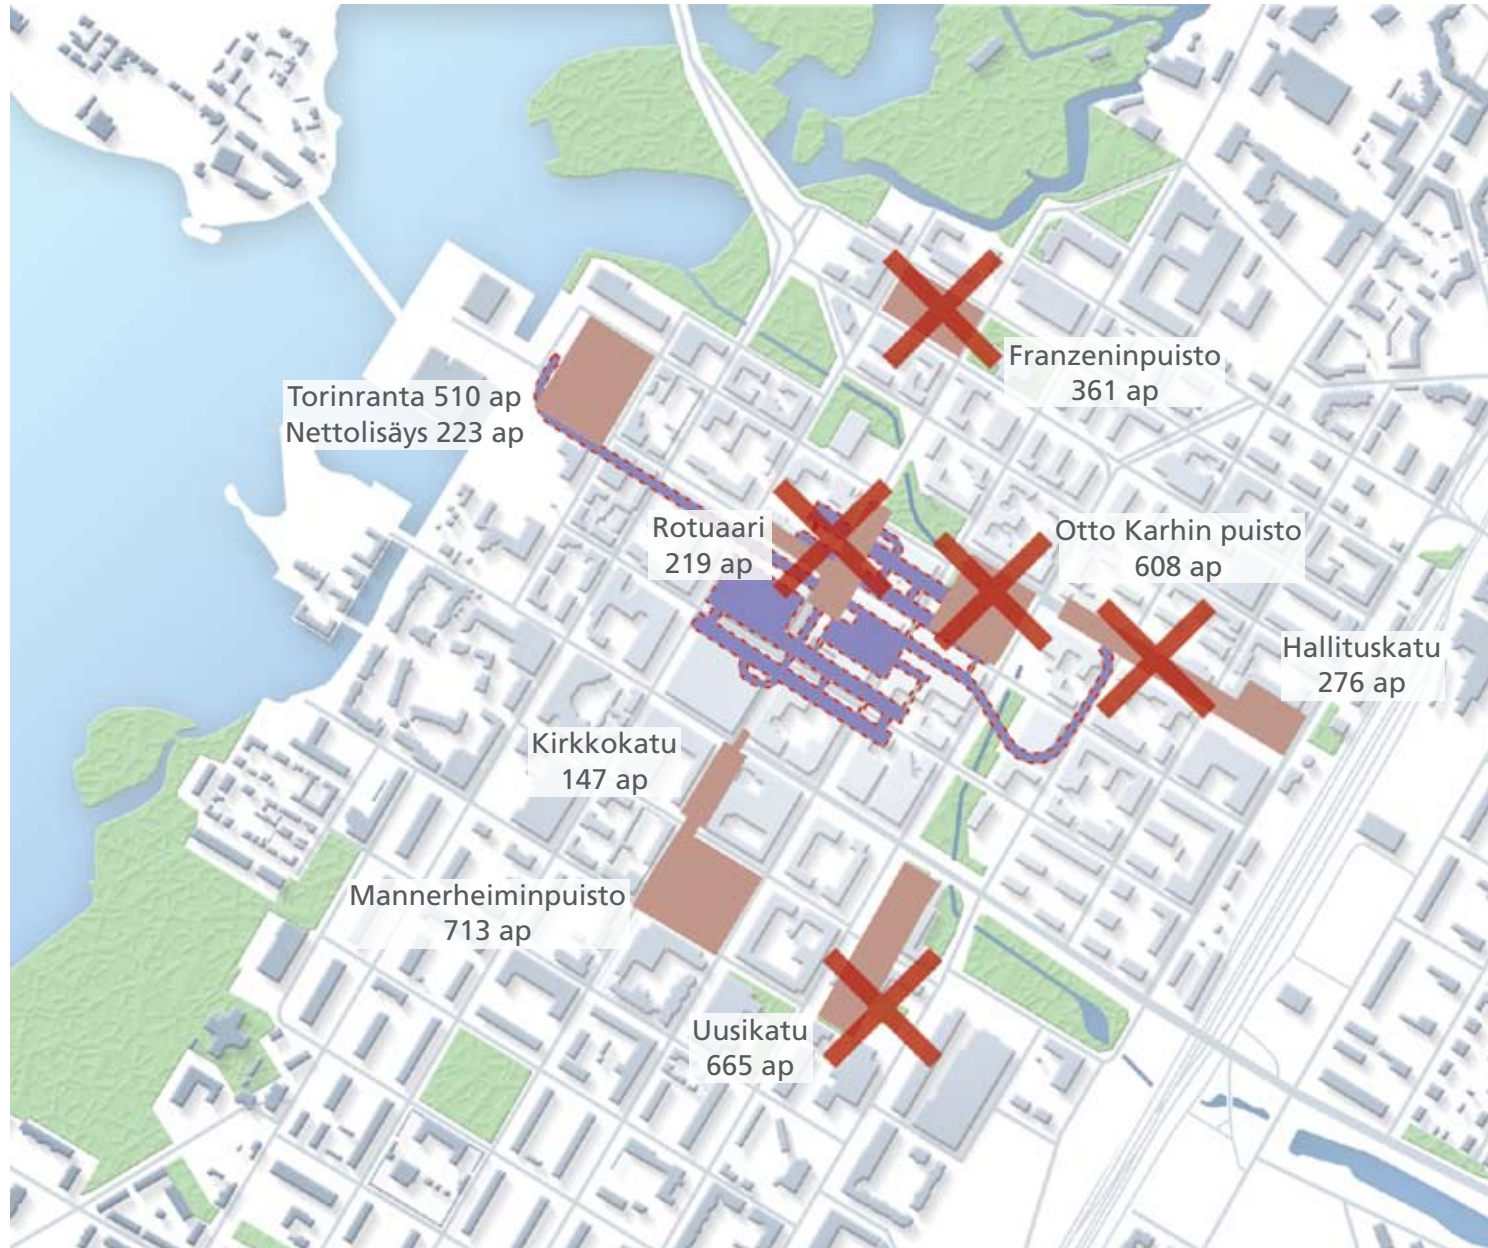 Franzeninpuisto
361 ap
Torinranta 510 ap
Nettolisäys 223 ap
Rotuaari
219 ap
Otto Karhin puisto
608 ap
Hallituskatu
276 ap
Kirkkokatu
147 ap
Mannerheiminpuisto
713 ap
Uusikatu
665 ap